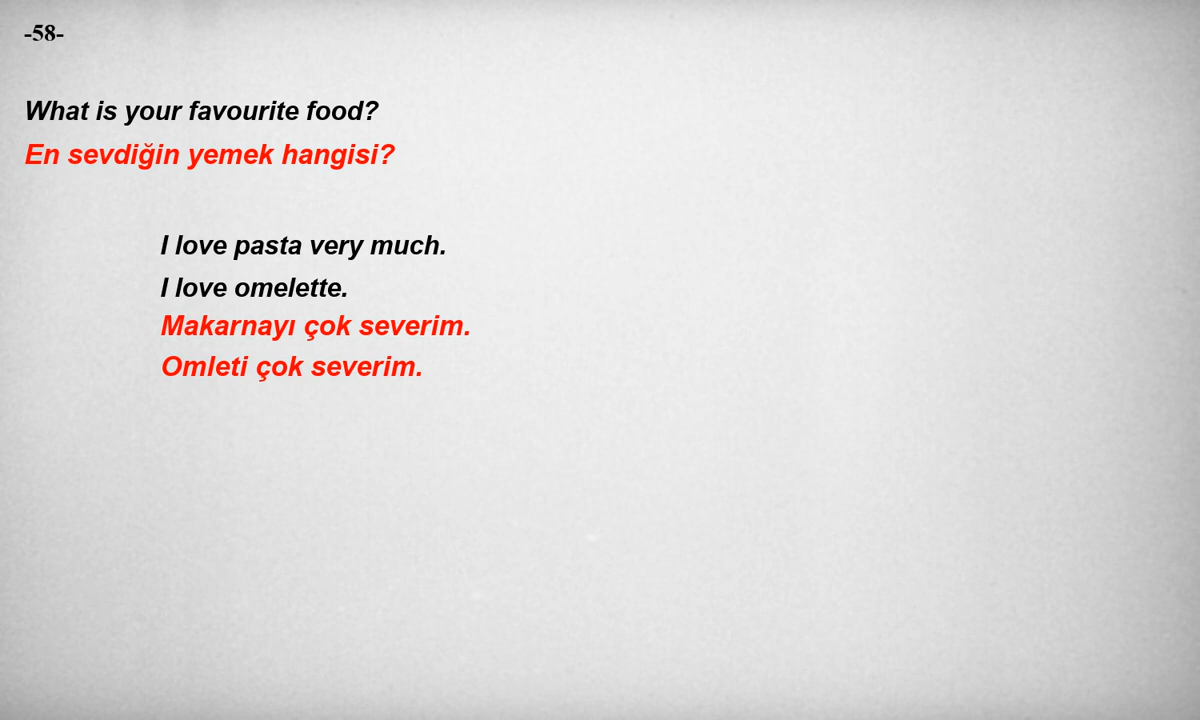 -58-
What is your favourite food?
En sevdiğin yemek hangisi?
I love pasta very much.
I love omelette.
Makarnayı çok severim.
Omleti çok severim.